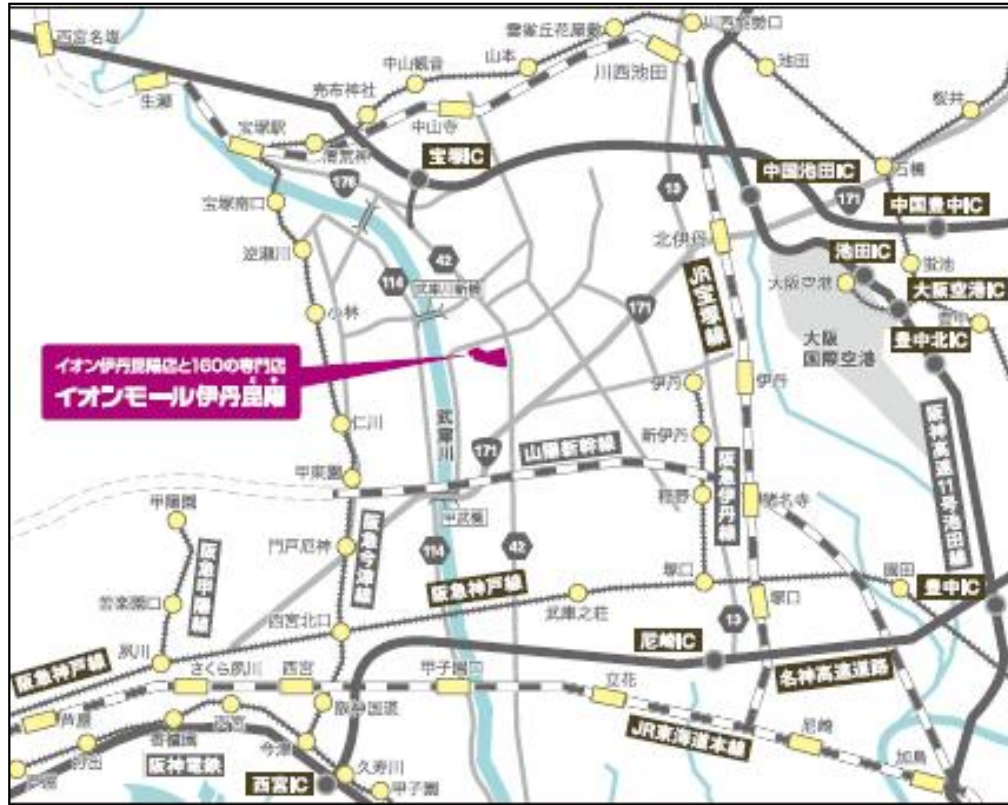 西宮名塩
生瀬
宝塚駅
清荒神
売布神社
中山観音
中山寺
山本
雲雀丘花屋敷
川西池田
川西能勢口
池田
桜井
石橋
宝塚IC
176
13
中国池田IC
171
中国豊中IC
宝塚南口
逆瀬川
小林
仁川
甲東園
門戸厄神
西宮北口
42
114
武庫川新橋
171
北伊丹
JR宝塚線
池田IC
蛍池
大阪空港
大阪空港IC
大阪
国際空港
豊中北IC
イオン伊丹昆陽店と160の専門店
イオンモール伊丹昆陽
こや
伊丹
伊丹
新伊丹
稲野
阪急伊丹線
猪名寺
阪神高速11号池田線
武庫川
171
山陽新幹線
甲武橋
甲陽園
阪急甲陽線
苦楽園口
夙川
阪急今津線
114
42
阪急神戸線
武庫之荘
塚口
塚口
13
園田
豊中IC
尼崎IC
名神高速道路
阪急神戸線
さくら夙川
西宮
甲子園口
立花
JR東海道本線
尼崎
加島
芦屋
香櫨園
西宮
阪神国道
今津
阪神電鉄
西宮IC
久寿川
甲子園